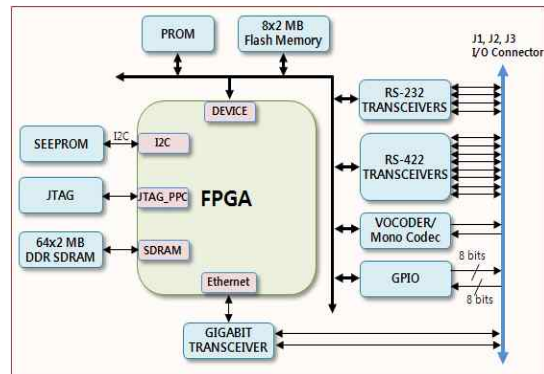 PROM
8x2 MB
Flash Memory
J1, J2, J3
I/O Connector
DEVICE
RS-232
TRANSCEIVERS
SEEPROM
I2C
I2C
RS-422
TRANSCEIVERS
JTAG
JTAG_PPC
FPGA
64x2 MB
DDR SDRAM
SDRAM
VOCODER/
Mono Codec
Ethernet
GPIO
8 bits
8 bits
GIGABIT
TRANSCEIVER